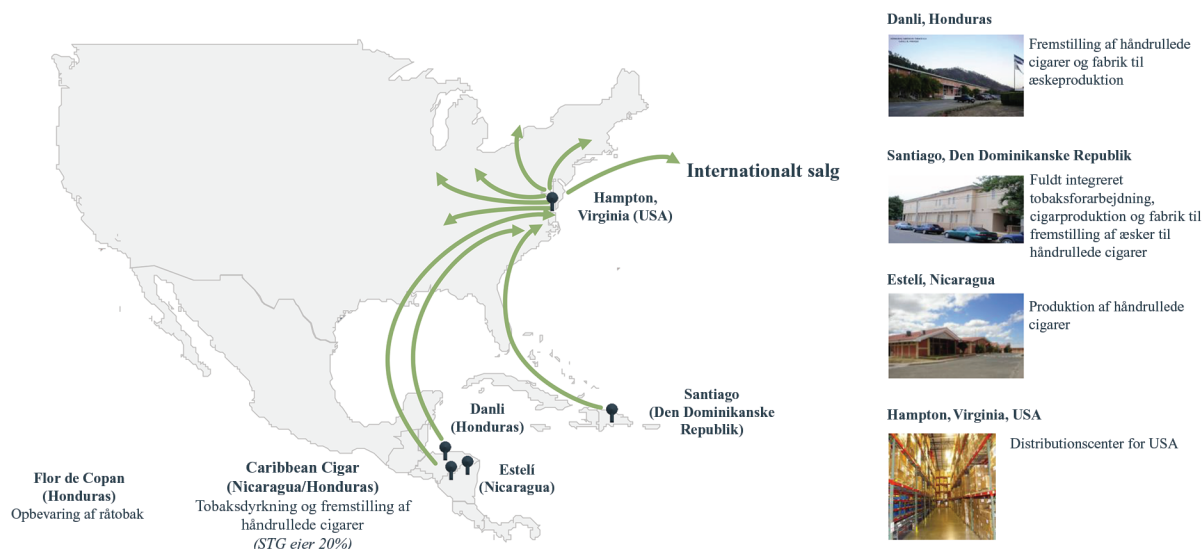 Internationalt salg
Hampton,
Virginia (USA)
Santiago
(Den Dominikanske
Republik)
Danli
(Honduras)
Estelí
(Nicaragua)
Caribbean Cigar
(Nicaragua/Honduras)
Tobaksdyrkning og fremstilling af
håndrullede cigarer
(STG ejer 20%)
Flor de Copan
(Honduras)
Opbevaring af råtobak
Danli, Honduras
Fremstilling af håndrullede
cigarer og fabrik til
æskeproduktion
Santiago, Den Dominikanske Republik
Fuldt integreret
tobaksforarbejdning,
cigarproduktion og fabrik til
fremstilling af æsker til
håndrullede cigarer
Estelí, Nicaragua
Produktion af håndrullede
cigarer
Hampton, Virginia, USA
Distributionscenter for USA